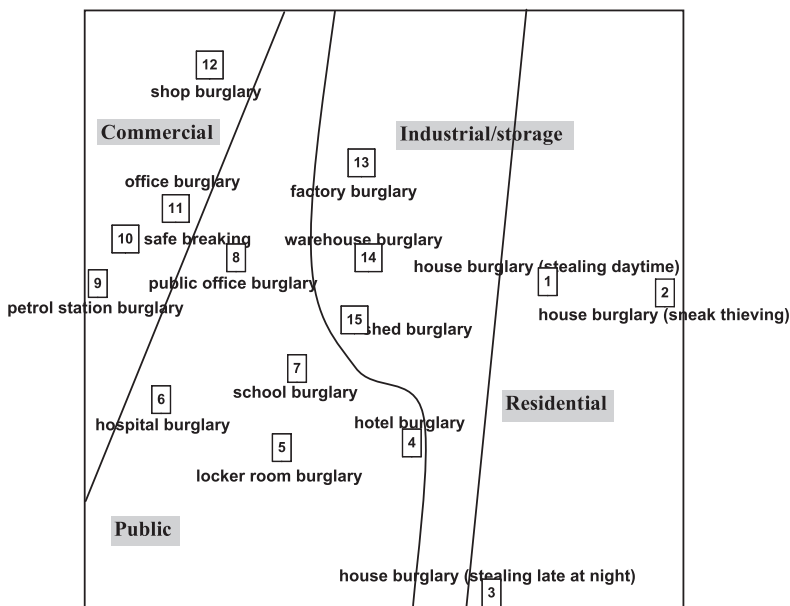 12
shop burglary
Commercial
Industrial/storage
13
factory burglary
office burglary
11
10
safe breaking
warehouse burglary
8
14
public office burglary
house burglary (stealing daytime)
9
1
2
petrol station burglary
house burglary (sneak thieving)
15
shed burglary
7
school burglary
6
hospital burglary
Residential
hotel burglary
4
5
locker room burglary
Public
house burglary (stealing late at night)
3